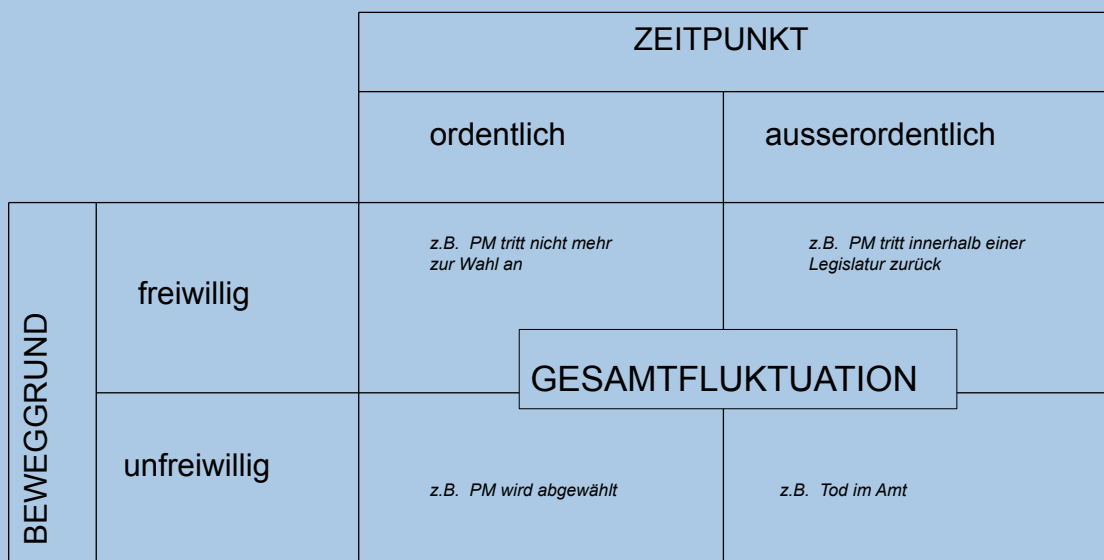 ZEITPUNKT
ordentlich
ausserordentlich
BEWEGGRUND
freiwillig
z.B. PM tritt nicht mehr
zur Wahl an
z.B. PM tritt innerhalb einer
Legislatur zurück
GESAMTFLUKTUATION
unfreiwillig
z.B. PM wird abgewählt
z.B. Tod im Amt